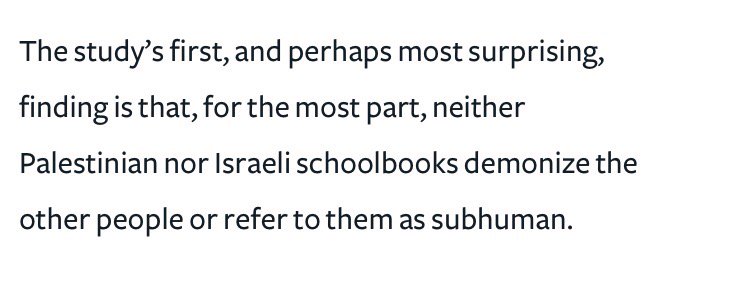 The study’s first, and perhaps most surprising,
finding is that, for the most part, neither
Palestinian nor Israeli schoolbooks demonize the
other people or refer to them as subhuman.